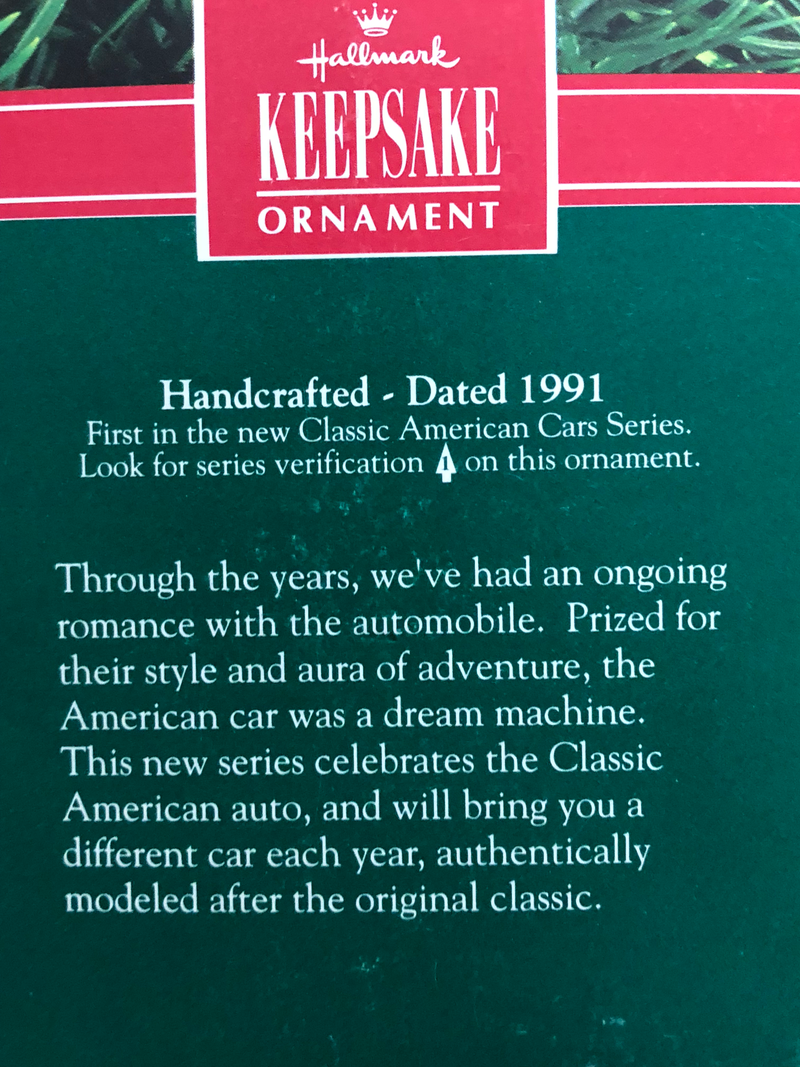 Hallmark
KEEPSAKE
ORNAMENT
Handcrafted - Dated 1991
First in the new Classic American Cars Series.
Look for series verification 1 on this ornament.
Through the years, we've had an ongoing
romance with the automobile. Prized for
their style and aura of adventure, the
American car was a dream machine.
This new series celebrates the Classic
American auto, and will bring you a
different car each year, authentically
modeled after the original classic.